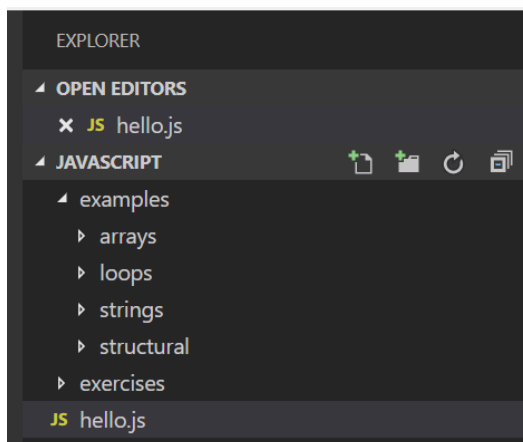 EXPLORER
OPEN EDITORS
JS hello.js
JAVASCRIPT
examples
arrays
loops
strings
structural
exercises
JS hello.js